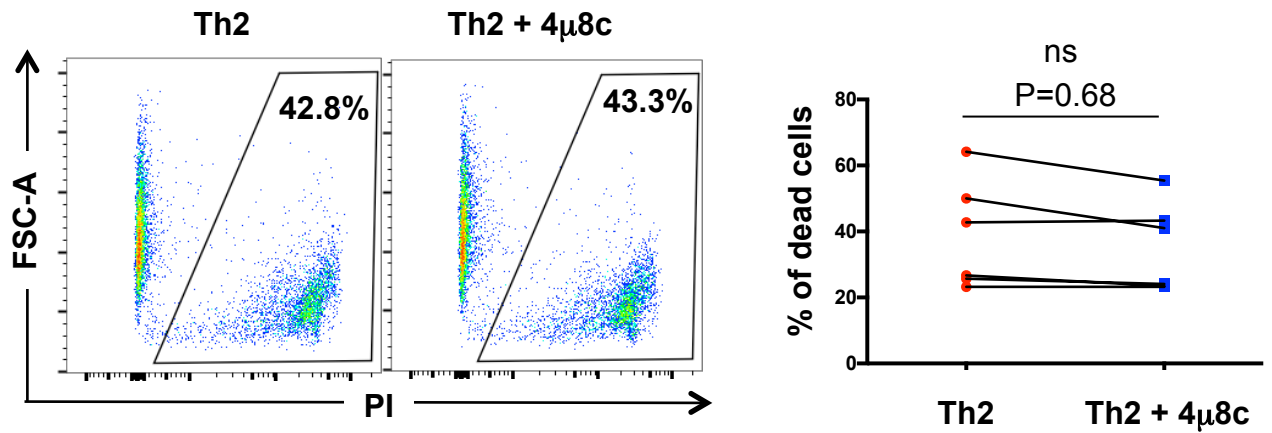 Th2
Th2 + 4μ8c
FSC-A
42.8%
43.3%
PI
ns
P=0.68
% of dead cells
80
60
40
20
0
Th2
Th2 + 4μ8c